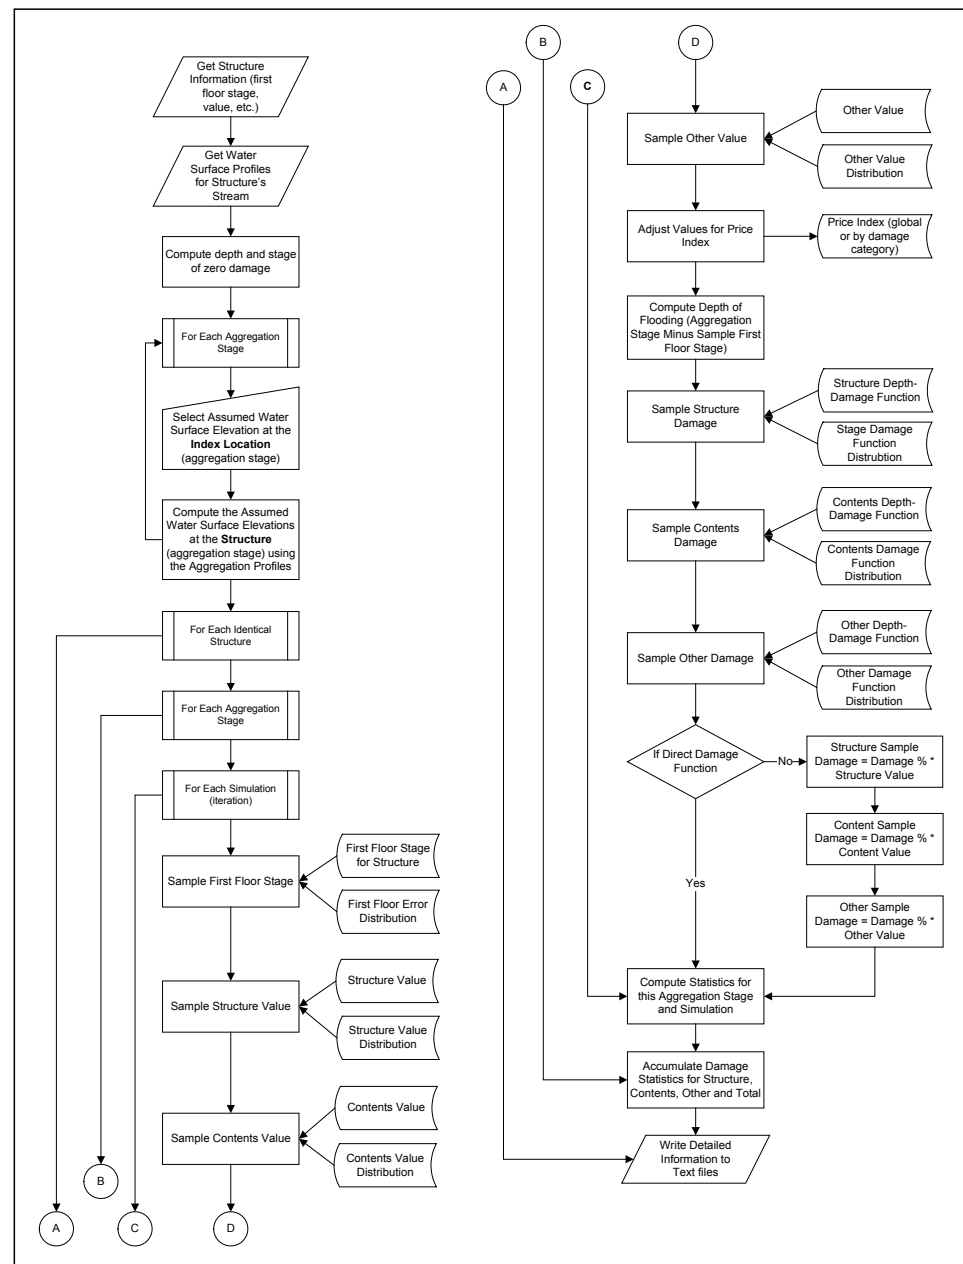 Get Structure
Information (first
floor stage,
value, etc.)
Get Water
Surface Profiles
for Structure's
Stream
Compute depth and stage
of zero damage
For Each Aggregation
Stage
Select Assumed Water
Surface Elevation at the
Index Location
(aggregation stage)
Compute the Assumed
Water Surface Elevations
at the Structure
(aggregation stage) using
the Aggregation Profiles
For Each Identical
Structure
For Each Aggregation
Stage
For Each Simulation
(iteration)
Sample First Floor Stage
First Floor Stage
for Structure
First Floor Error
Distribution
Sample Structure Value
Structure Value
Structure Value
Distribution
Sample Contents Value
Contents Value
Contents Value
Distribution
B
A
C
D
B
D
A
C
Sample Other Value
Other Value
Other Value
Distribution
Adjust Values for Price
Index
Price Index (global
or by damage
category)
Compute Depth of
Flooding (Aggregation
Stage Minus Sample First
Floor Stage)
Sample Structure
Damage
Structure Depth-
Damage Function
Stage Damage
Function
Distrubtion
Sample Contents
Damage
Contents Depth-
Damage Function
Contents Damage
Function
Distribution
Sample Other Damage
Other Depth-
Damage Function
Other Damage
Function
Distribution
If Direct Damage
Function
No
Structure Sample
Damage = Damage % *
Structure Value
Content Sample
Damage = Damage % *
Content Value
Other Sample
Damage = Damage % *
Other Value
Yes
Compute Statistics for
this Aggregation Stage
and Simulation
Accumulate Damage
Statistics for Structure,
Contents, Other and Total
Write Detailed
Information to
Text files